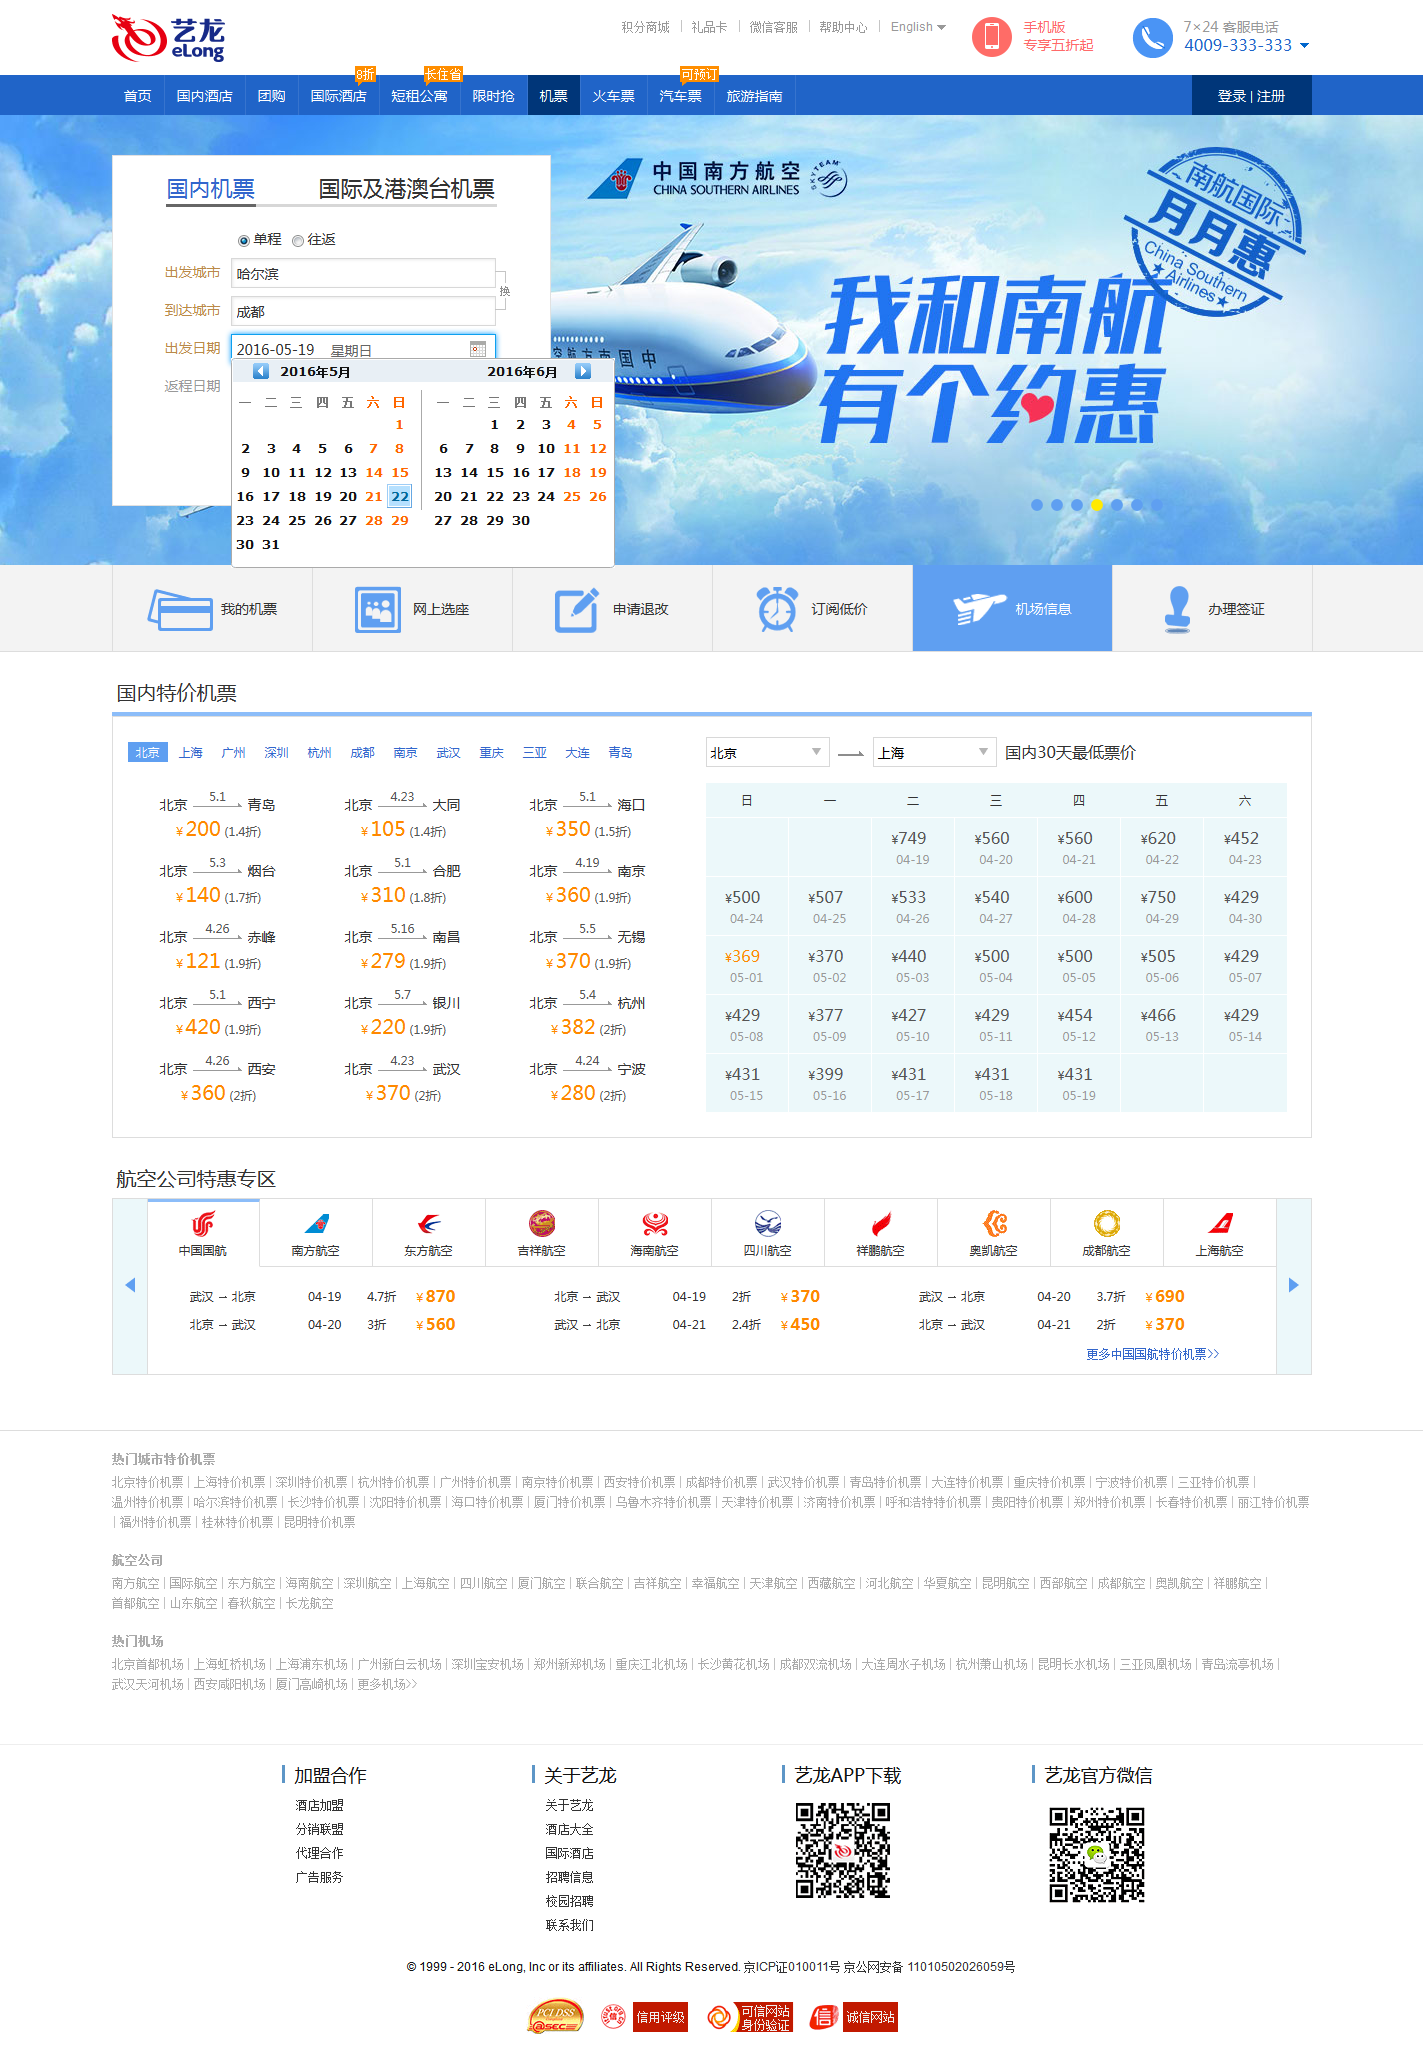 艺龙
eLong
积分商城 | 礼品卡 | 微信客服 | 帮助中心 | English
手机版
专享五折起
7×24 客服电话
4009-333-333
8折 长住省 可预订
首页 国内酒店 团购 国际酒店 短租公寓 限时抢 机票 火车票 汽车票 旅游指南 登录 | 注册
国内机票 国际及港澳台机票
单程 往返
出发城市 哈尔滨
换
到达城市 成都
出发日期 2016-05-19 星期日
返程日期
2016年5月 2016年6月
一 二 三 四 五 六 日 一 二 三 四 五 六 日
1 1 2 3 4 5
2 3 4 5 6 7 8 6 7 8 9 10 11 12
9 10 11 12 13 14 15 13 14 15 16 17 18 19
16 17 18 19 20 21 22 20 21 22 23 24 25 26
23 24 25 26 27 28 29 27 28 29 30
30 31
中国南方航空
CHINA SOUTHERN AIRLINES
SKYTEAM
南航国际
月月惠
China Southern
Airlines
中国南方航空
我和南航
有个约惠
我的机票 网上选座 申请退改 订阅低价 机场信息 办理签证
国内特价机票
北京 上海 广州 深圳 杭州 成都 南京 武汉 重庆 三亚 大连 青岛
北京 5.1 青岛 北京 4.23 大同 北京 5.1 海口
¥200 (1.4折) ¥105 (1.4折) ¥350 (1.5折)
北京 5.3 烟台 北京 5.1 合肥 北京 4.19 南京
¥140 (1.7折) ¥310 (1.8折) ¥360 (1.9折)
北京 4.26 赤峰 北京 5.16 南昌 北京 5.5 无锡
¥121 (1.9折) ¥279 (1.9折) ¥370 (1.9折)
北京 5.1 西宁 北京 5.7 银川 北京 5.4 杭州
¥420 (1.9折) ¥220 (1.9折) ¥382 (2折)
北京 4.26 西安 北京 4.23 武汉 北京 4.24 宁波
¥360 (2折) ¥370 (2折) ¥280 (2折)
北京 上海 国内30天最低票价
日 一 二 三 四 五 六
¥749 ¥560 ¥560 ¥620 ¥452
04-19 04-20 04-21 04-22 04-23
¥500 ¥507 ¥533 ¥540 ¥600 ¥750 ¥429
04-24 04-25 04-26 04-27 04-28 04-29 04-30
¥369 ¥370 ¥440 ¥500 ¥500 ¥505 ¥429
05-01 05-02 05-03 05-04 05-05 05-06 05-07
¥429 ¥377 ¥427 ¥429 ¥454 ¥466 ¥429
05-08 05-09 05-10 05-11 05-12 05-13 05-14
¥431 ¥399 ¥431 ¥431 ¥431
05-15 05-16 05-17 05-18 05-19
航空公司特惠专区
中国国航 南方航空 东方航空 吉祥航空 海南航空 四川航空 祥鹏航空 奥凯航空 成都航空 上海航空
武汉 → 北京 04-19 4.7折 ¥870 北京 → 武汉 04-19 2折 ¥370 武汉 → 北京 04-20 3.7折 ¥690
北京 → 武汉 04-20 3折 ¥560 武汉 → 北京 04-21 2.4折 ¥450 北京 → 武汉 04-21 2折 ¥370
更多中国国航特价机票>>
热门城市特价机票
北京特价机票 | 上海特价机票 | 深圳特价机票 | 杭州特价机票 | 广州特价机票 | 南京特价机票 | 西安特价机票 | 成都特价机票 | 武汉特价机票 | 青岛特价机票 | 大连特价机票 | 重庆特价机票 | 宁波特价机票 | 三亚特价机票 |
温州特价机票 | 哈尔滨特价机票 | 长沙特价机票 | 沈阳特价机票 | 海口特价机票 | 厦门特价机票 | 乌鲁木齐特价机票 | 天津特价机票 | 济南特价机票 | 呼和浩特特价机票 | 贵阳特价机票 | 郑州特价机票 | 长春特价机票 | 丽江特价机票
| 福州特价机票 | 桂林特价机票 | 昆明特价机票
航空公司
南方航空 | 国际航空 | 东方航空 | 海南航空 | 深圳航空 | 上海航空 | 四川航空 | 厦门航空 | 联合航空 | 吉祥航空 | 幸福航空 | 天津航空 | 西藏航空 | 河北航空 | 华夏航空 | 昆明航空 | 西部航空 | 成都航空 | 奥凯航空 | 祥鹏航空 |
首都航空 | 山东航空 | 春秋航空 | 长龙航空
热门机场
北京首都机场 | 上海虹桥机场 | 上海浦东机场 | 广州新白云机场 | 深圳宝安机场 | 郑州新郑机场 | 重庆江北机场 | 长沙黄花机场 | 成都双流机场 | 大连周水子机场 | 杭州萧山机场 | 昆明长水机场 | 三亚凤凰机场 | 青岛流亭机场 |
武汉天河机场 | 西安咸阳机场 | 厦门高崎机场 | 更多机场>>
加盟合作 关于艺龙 艺龙APP下载 艺龙官方微信
酒店加盟 关于艺龙
分销联盟 酒店大全
代理合作 国际酒店
广告服务 招聘信息
校园招聘
联系我们
© 1999 - 2016 eLong, Inc or its affiliates. All Rights Reserved. 京ICP证010011号 京公网安备 11010502026059号
PCI.DSS
@SEC
信 信用评级
可信网站
身份验证
信 诚信网站